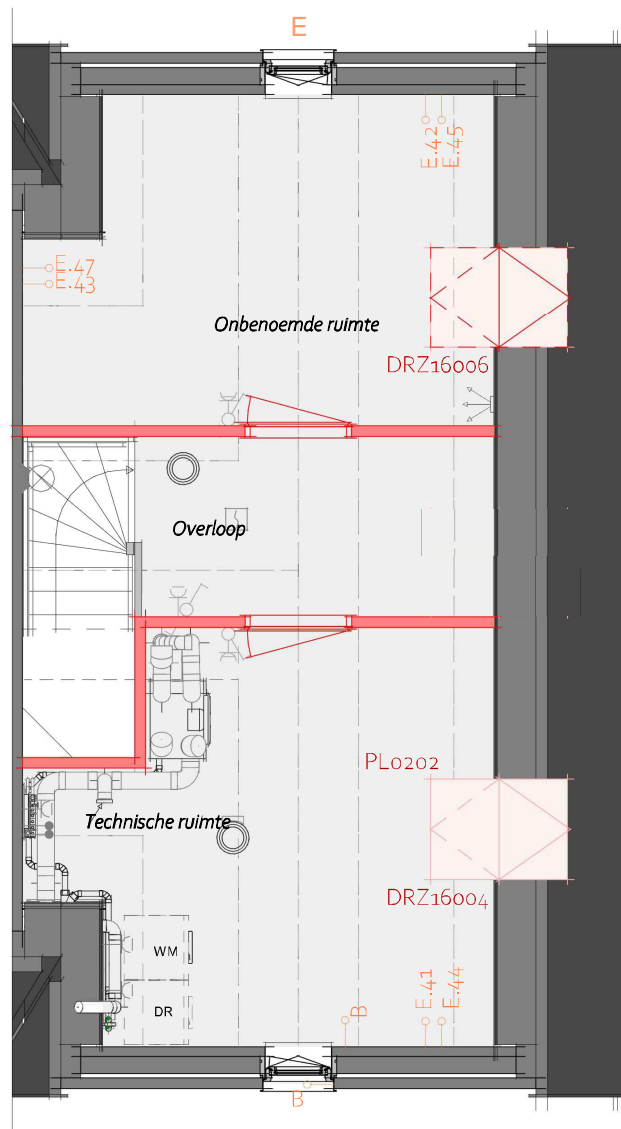 E
E.42
E.45
E.47
E.43
Onbenoemde ruimte
DRZ16006
Overloop
PL0202
Technische ruimte
DRZ16004
WM
DR
B
E.41
E.44
B